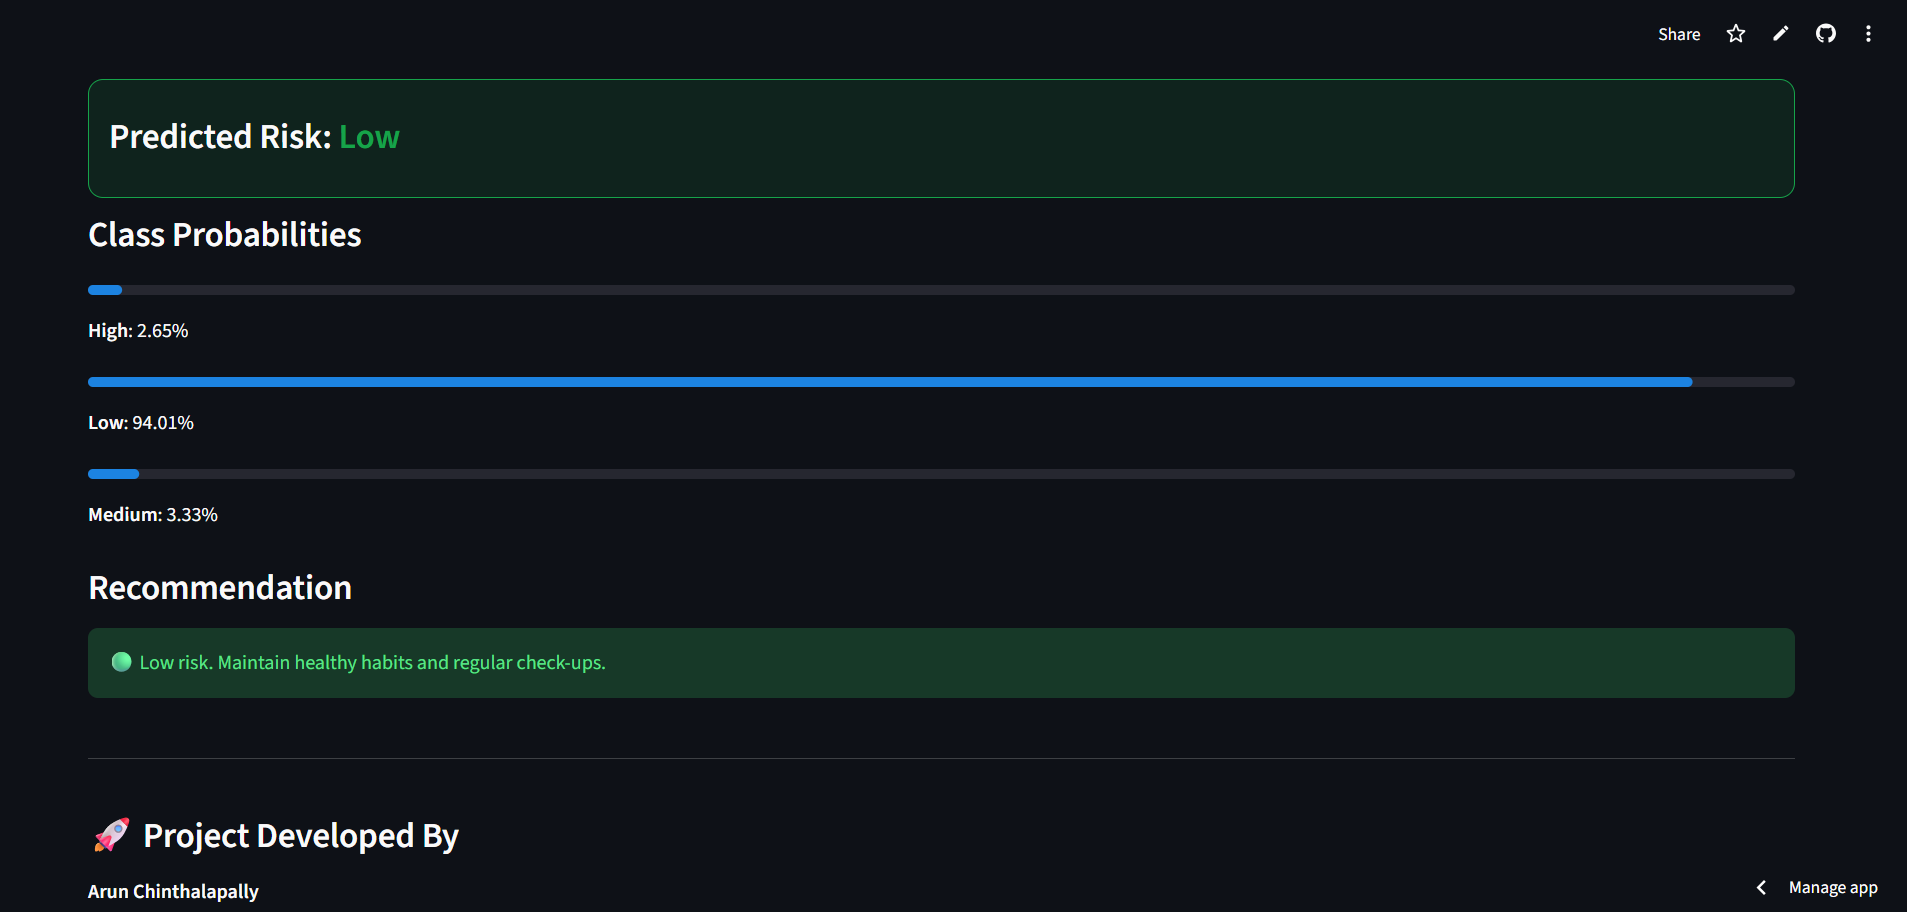 Share
Predicted Risk: Low
Class Probabilities
High: 2.65%
Low: 94.01%
Medium: 3.33%
Recommendation
Low risk. Maintain healthy habits and regular check-ups.
Project Developed By
Arun Chinthalapally
Manage app